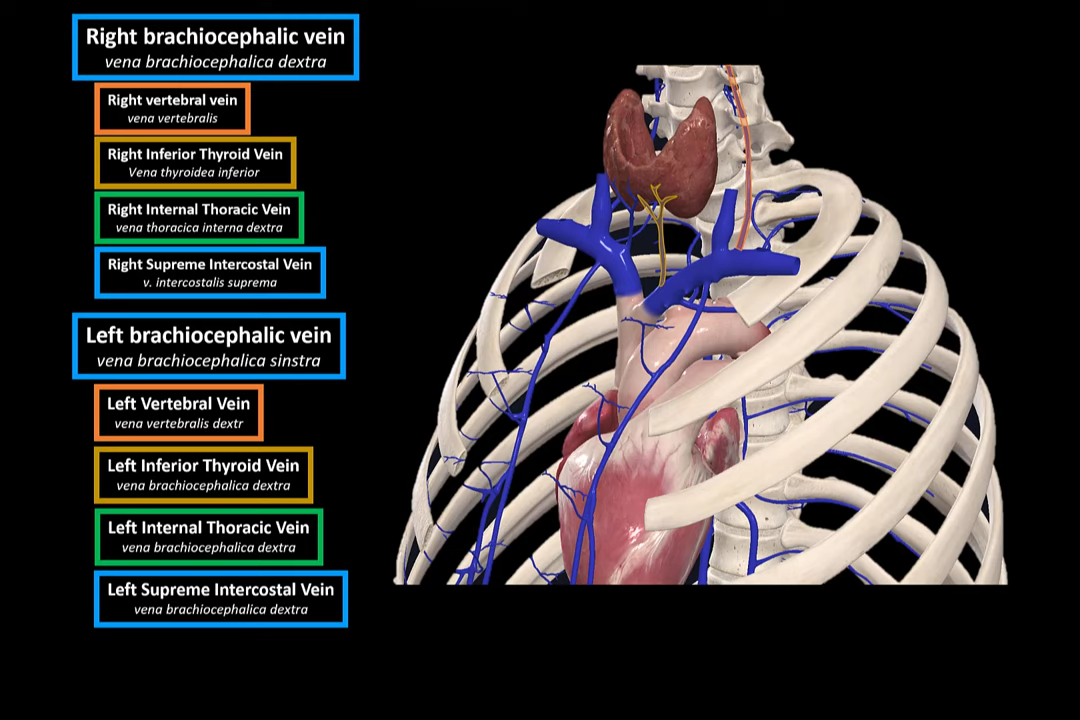 Right brachiocephalic vein
vena brachiocephalica dextra
Right vertebral vein
vena vertebralis
Right Inferior Thyroid Vein
Vena thyroidea inferior
Right Internal Thoracic Vein
vena thoracica interna dextra
Right Supreme Intercostal Vein
v. intercostalis suprema
Left brachiocephalic vein
vena brachiocephalica sinstra
Left Vertebral Vein
vena vertebralis dextr
Left Inferior Thyroid Vein
vena brachiocephalica dextra
Left Internal Thoracic Vein
vena brachiocephalica dextra
Left Supreme Intercostal Vein
vena brachiocephalica dextra